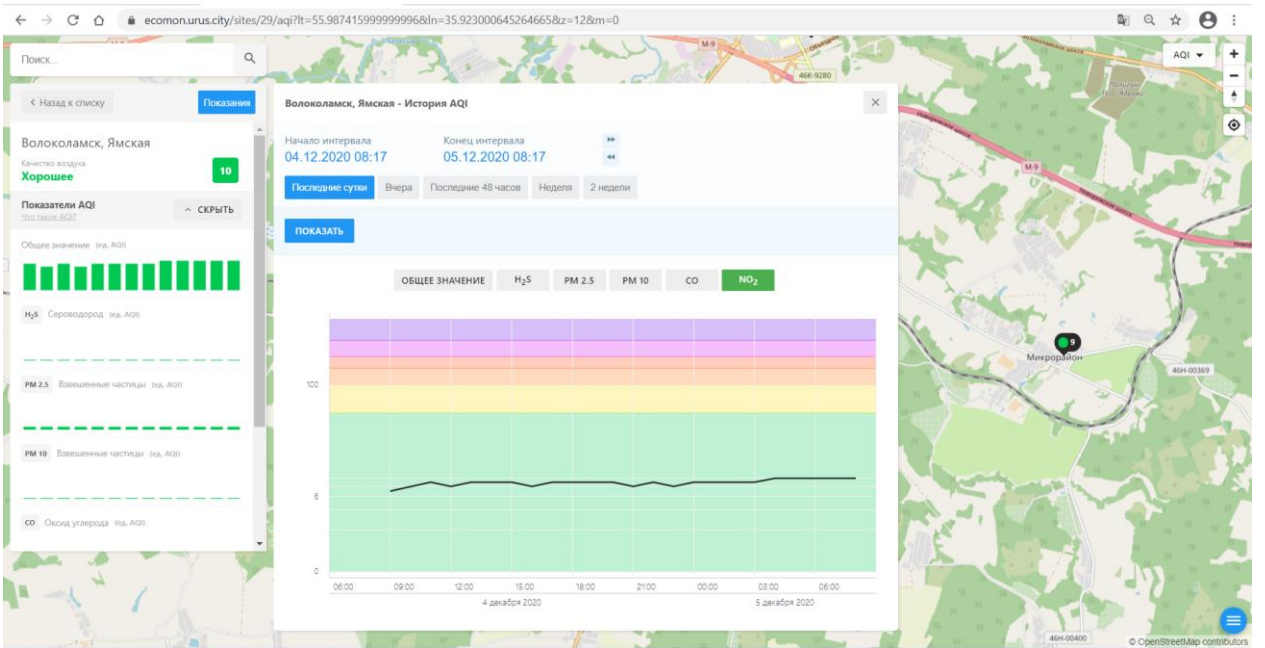 ecomon.urus.city/sites/29/aqi?lt=55.987415999999996&ln=35.923000645264665&z=12&m=0
Поиск...
M-9
46K-9280
AQI
< Назад к списку
Показания
Волоколамск, Ямская - История AQI
Волоколамск, Ямская
Качество воздуха
Хорошее
10
Начало интервала
Конец интервала
04.12.2020 08:17
05.12.2020 08:17
Последние сутки
Вчера
Последние 48 часов
Неделя
2 недели
Показатели AQI
Что такое AQI?
СКРЫТЬ
ПОКАЗАТЬ
Общее значение (ед. AQI)
ОБЩЕЕ ЗНАЧЕНИЕ
H₂S
PM 2.5
PM 10
CO
NO₂
H₂S Сероводород (ед. AQI)
PM 2.5 Взвешенные частицы (ед. AQI)
PM 10 Взвешенные частицы (ед. AQI)
CO Оксид углерода (ед. AQI)
100
6
0
06:00
09:00
12:00
15:00
18:00
21:00
00:00
03:00
06:00
4 декабря 2020
5 декабря 2020
M-9
9
Микрорайон
46H-00369
46H-00400
© OpenStreetMap contributors